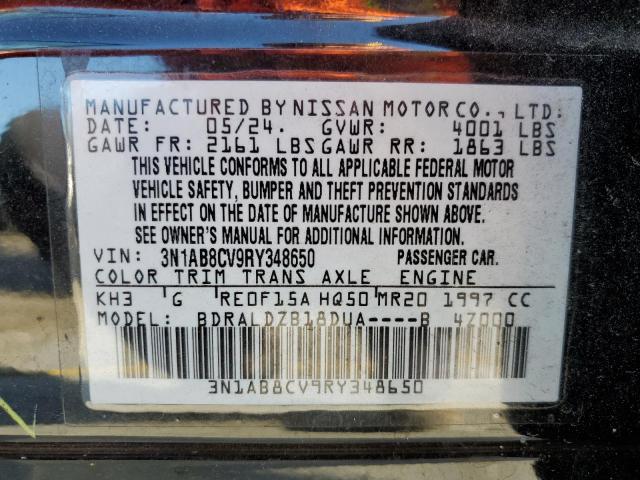 MANUFACTURED BY NISSAN MOTOR CO., LTD.
DATE: 05/24. GVWR: 4001 LBS
GAWR FR: 2161 LBS GAWR RR: 1863 LBS
THIS VEHICLE CONFORMS TO ALL APPLICABLE FEDERAL MOTOR
VEHICLE SAFETY, BUMPER AND THEFT PREVENTION STANDARDS
IN EFFECT ON THE DATE OF MANUFACTURE SHOWN ABOVE.
SEE OWNER'S MANUAL FOR ADDITIONAL INFORMATION.
VIN: 3N1AB8CV9RY348650 PASSENGER CAR.
COLOR TRIM TRANS AXLE ENGINE
KH3 G RE0F15A HQ50 MR20 1997 CC
MODEL BDRALDZB18DUA----B 4Z000
3N1AB8CV9RY348650